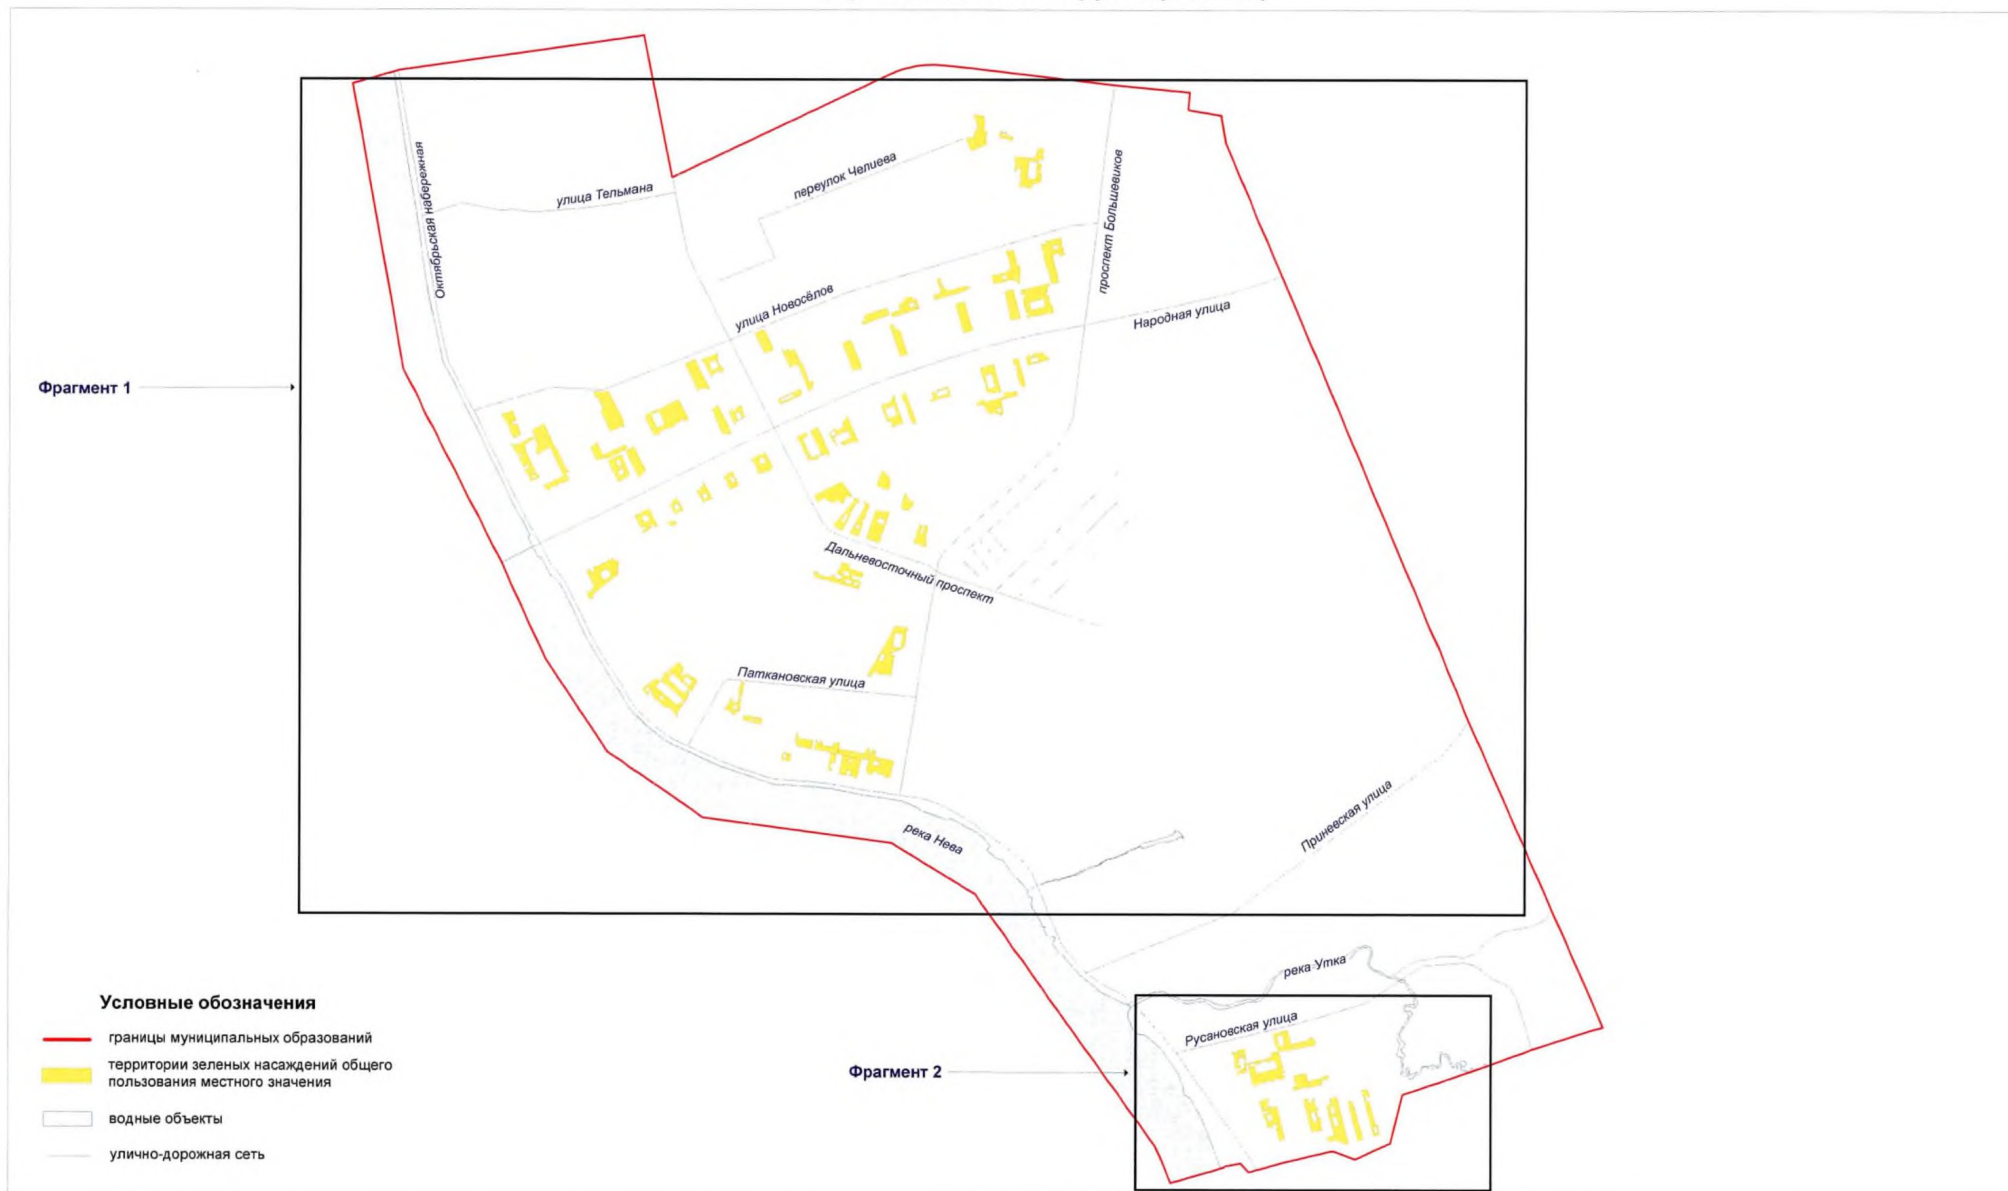 Октябрьская набережная
улица Тельмана
переулок Челиева
проспект Большевиков
улица Новосёлов
Народная улица
Фрагмент 1
Дальневосточный проспект
Паткановская улица
река Нева
Приневская улица
река Утка
Русановская улица
Фрагмент 2
Условные обозначения
границы муниципальных образований
территории зеленых насаждений общего
пользования местного значения
водные объекты
улично-дорожная сеть